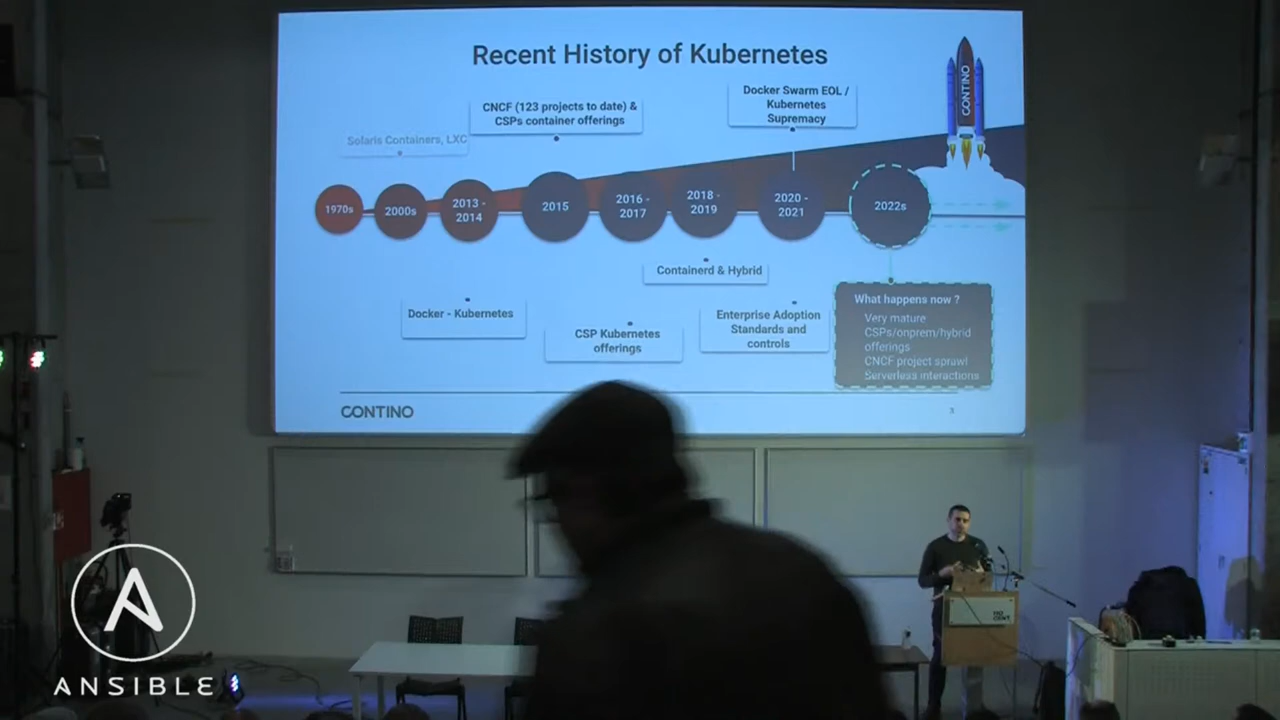 Recent History of Kubernetes
CONTINO
Docker Swarm EOL /
Kubernetes
Supremacy
CNCF (123 projects to date) &
CSPs container offerings
Solaris Containers, LXC
1970s
2000s
2013 -
2014
2015
2016 -
2017
2018 -
2019
2020 -
2021
2022s
Containerd & Hybrid
Docker - Kubernetes
CSP Kubernetes
offerings
Enterprise Adoption
Standards and
controls
What happens now ?
Very mature
CSPs/onprem/hybrid
offerings
CNCF project sprawl
Serverless interactions
CONTINO
3
ANSIBLE